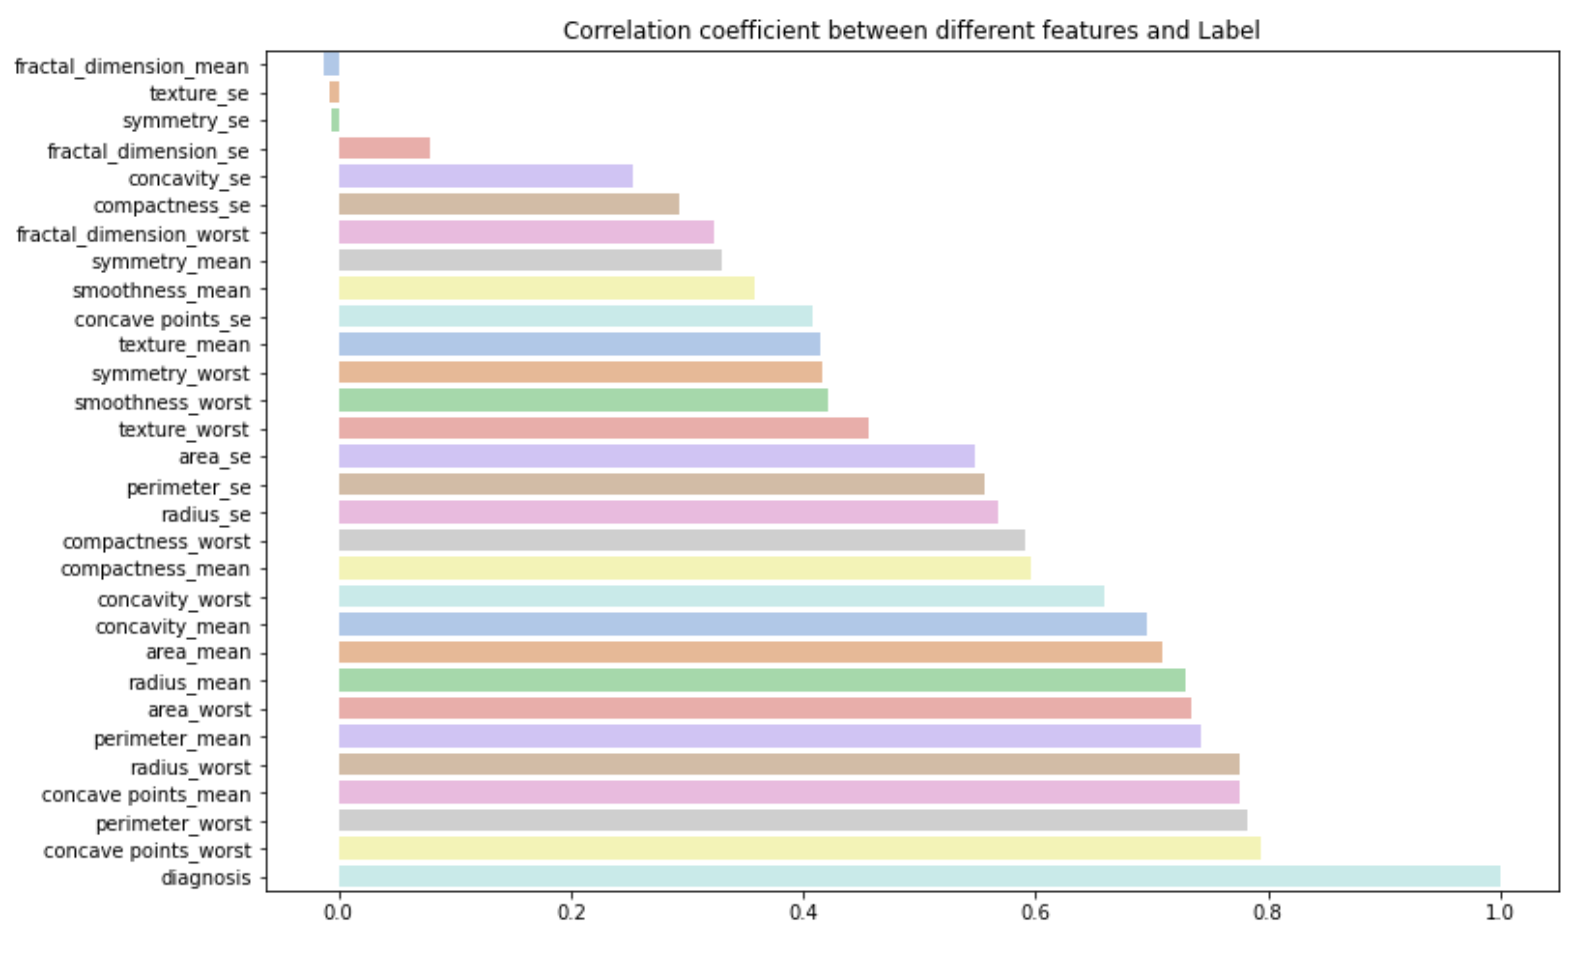 Correlation coefficient between different features and Label
fractal_dimension_mean
texture_se
symmetry_se
fractal_dimension_se
concavity_se
compactness_se
fractal_dimension_worst
symmetry_mean
smoothness_mean
concave points_se
texture_mean
symmetry_worst
smoothness_worst
texture_worst
area_se
perimeter_se
radius_se
compactness_worst
compactness_mean
concavity_worst
concavity_mean
area_mean
radius_mean
area_worst
perimeter_mean
radius_worst
concave points_mean
perimeter_worst
concave points_worst
diagnosis
0.0 0.2 0.4 0.6 0.8 1.0